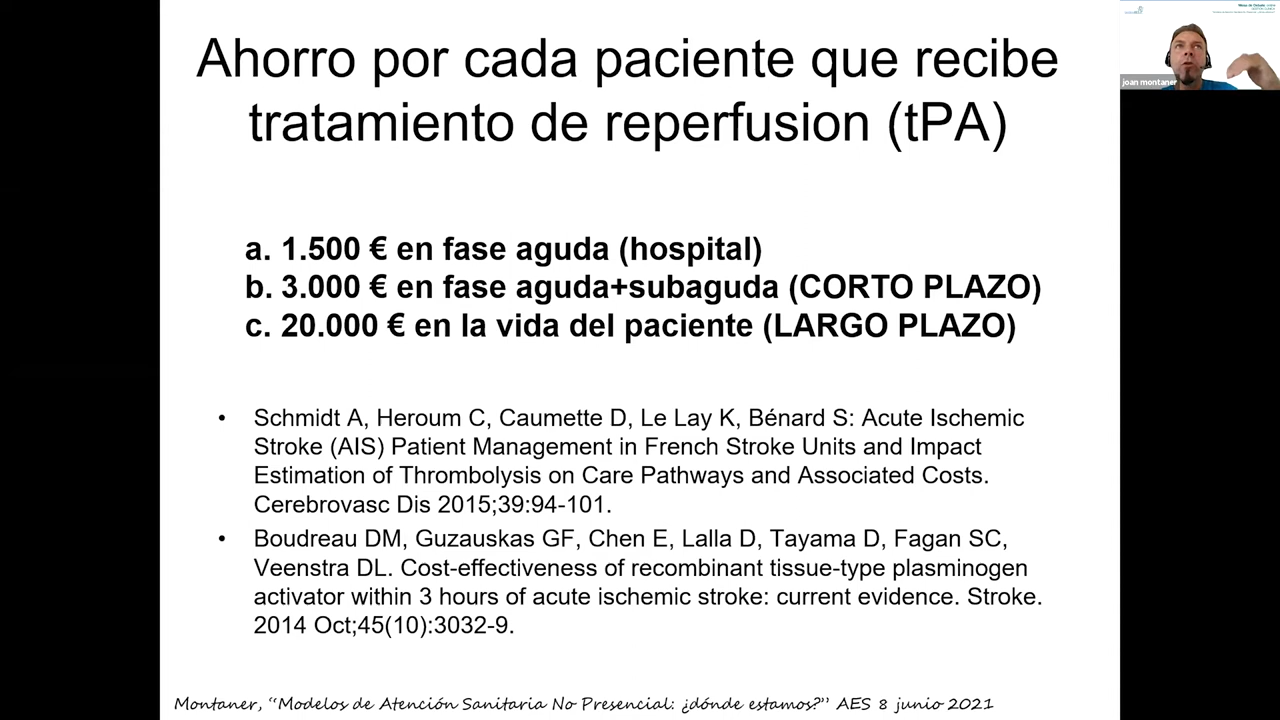 Ahorro por cada paciente que recibe
tratamiento de reperfusion (tPA)
a. 1.500 € en fase aguda (hospital)
b. 3.000 € en fase aguda+subaguda (CORTO PLAZO)
c. 20.000 € en la vida del paciente (LARGO PLAZO)
• Schmidt A, Heroum C, Caumette D, Le Lay K, Bénard S: Acute Ischemic
Stroke (AIS) Patient Management in French Stroke Units and Impact
Estimation of Thrombolysis on Care Pathways and Associated Costs.
Cerebrovasc Dis 2015;39:94-101.
• Boudreau DM, Guzauskas GF, Chen E, Lalla D, Tayama D, Fagan SC,
Veenstra DL. Cost-effectiveness of recombinant tissue-type plasminogen
activator within 3 hours of acute ischemic stroke: current evidence. Stroke.
2014 Oct;45(10):3032-9.
Montaner, “Modelos de Atención Sanitaria No Presencial: ¿dónde estamos?” AES 8 junio 2021
joan montaner